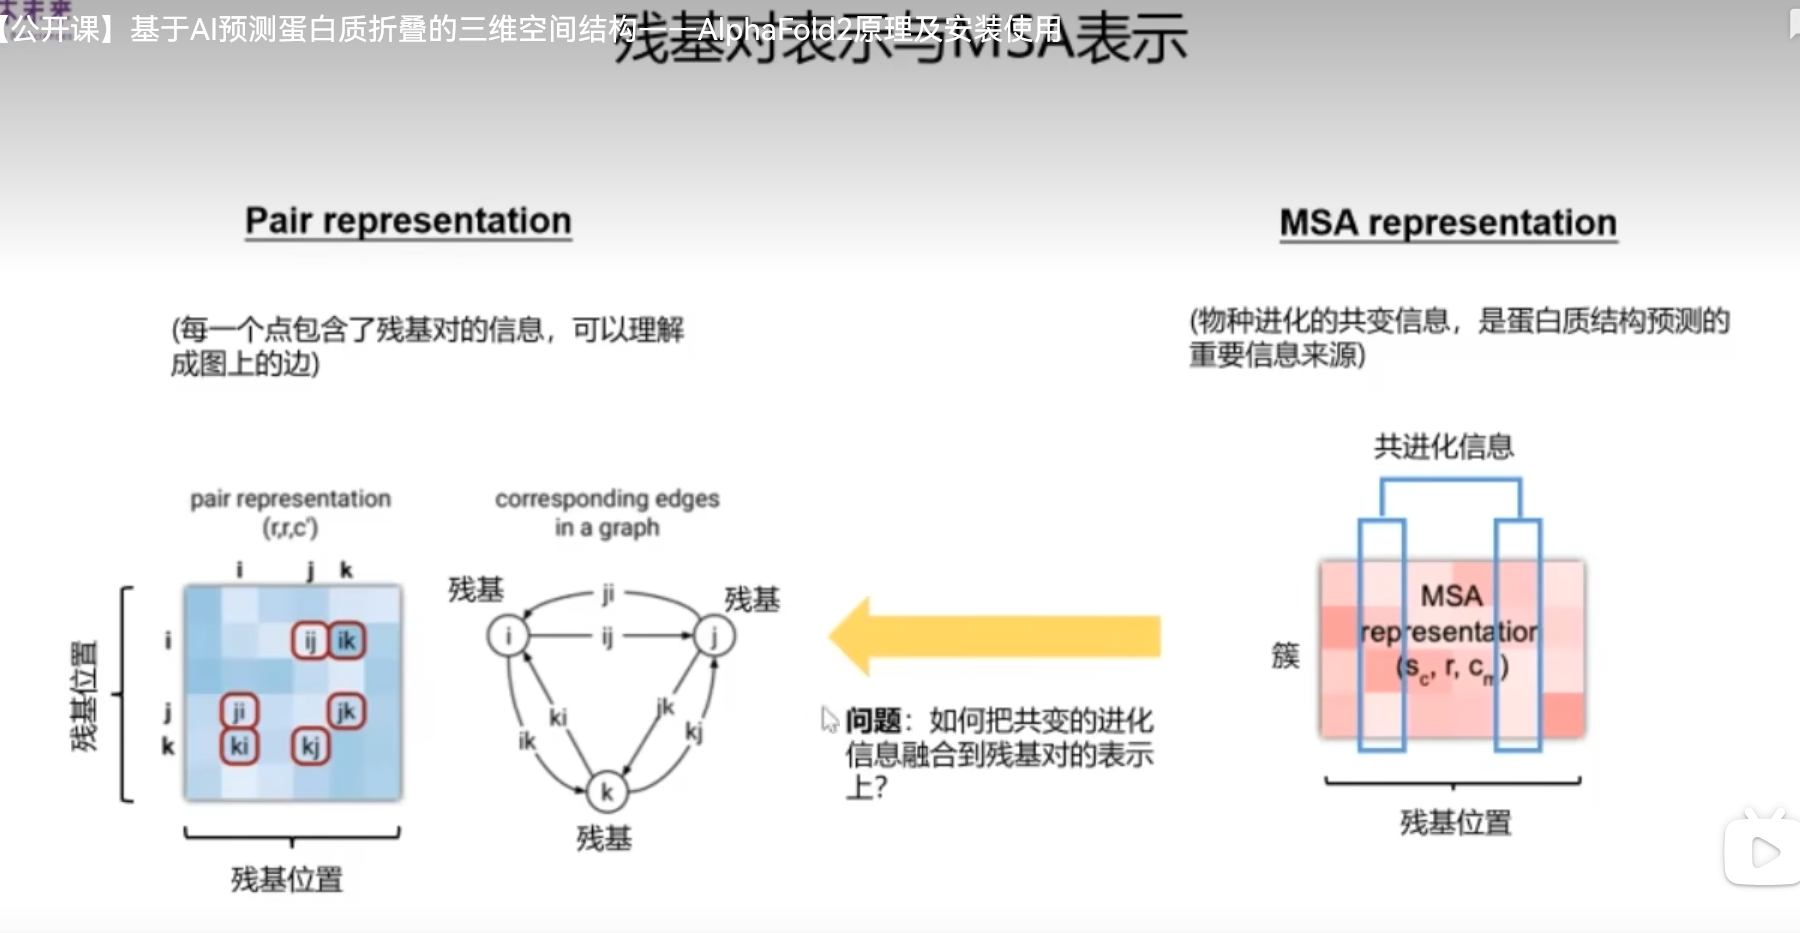 【公开课】基于AI预测蛋白质折叠的三维空间结构——AlphaFold2原理及安装使用
残基对表示与MSA表示
Pair representation
MSA representation
(每一个点包含了残基对的信息，可以理解
成图上的边)
(物种进化的共变信息，是蛋白质结构预测的
重要信息来源)
共进化信息
pair representation
(r,r,c')
corresponding edges
in a graph
i j k
残基位置
i
j
k
ij ik
ji jk
ki kj
残基位置
残基
残基
ji
i
ij
j
ki
jk
ik
kj
k
残基
问题：如何把共变的进化
信息融合到残基对的表示
上?
簇
MSA
representation
(s_c, r, c_m)
残基位置